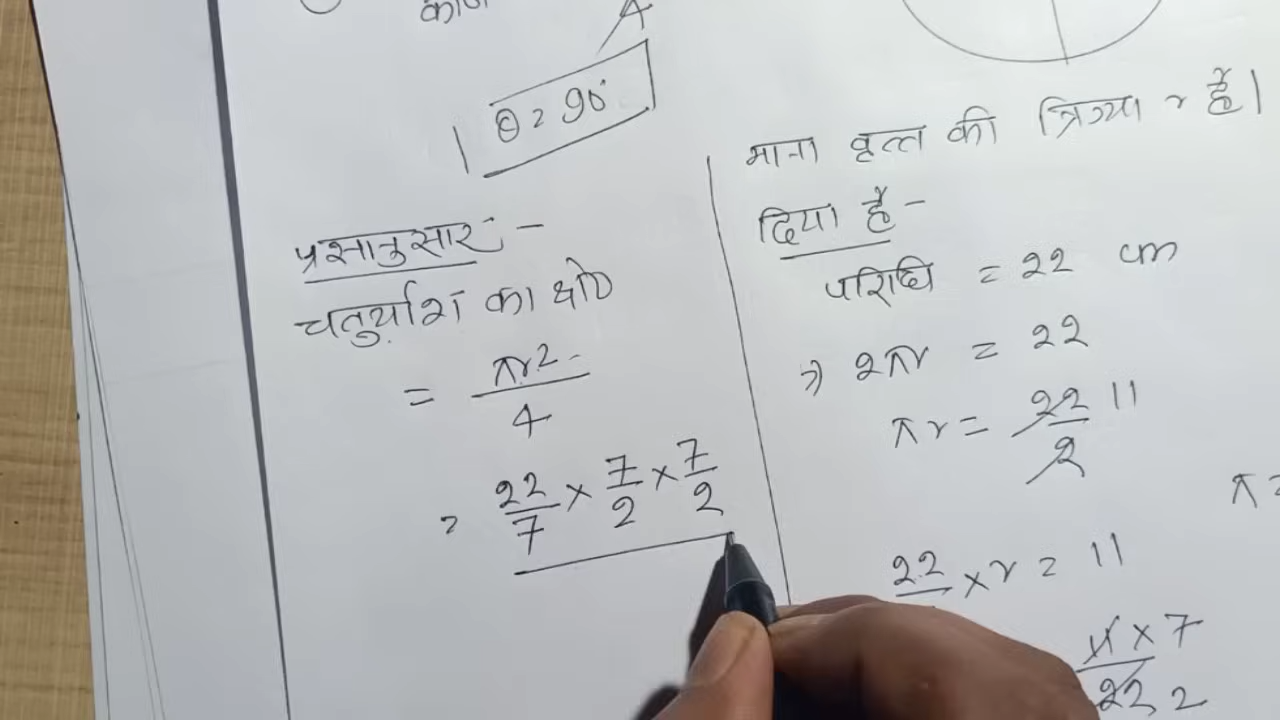 θ = 90°
प्रश्नानुसार :-
चतुर्थांश का क्षे०
= πr2
4
= 22/7 × 7/2 × 7/2
माना वृत्त की त्रिज्या r है।
दिया है -
परिधि = 22 cm
⇒ 2πr = 22
πr = 22/2 11
22 × r = 11
11 × 7
22 2